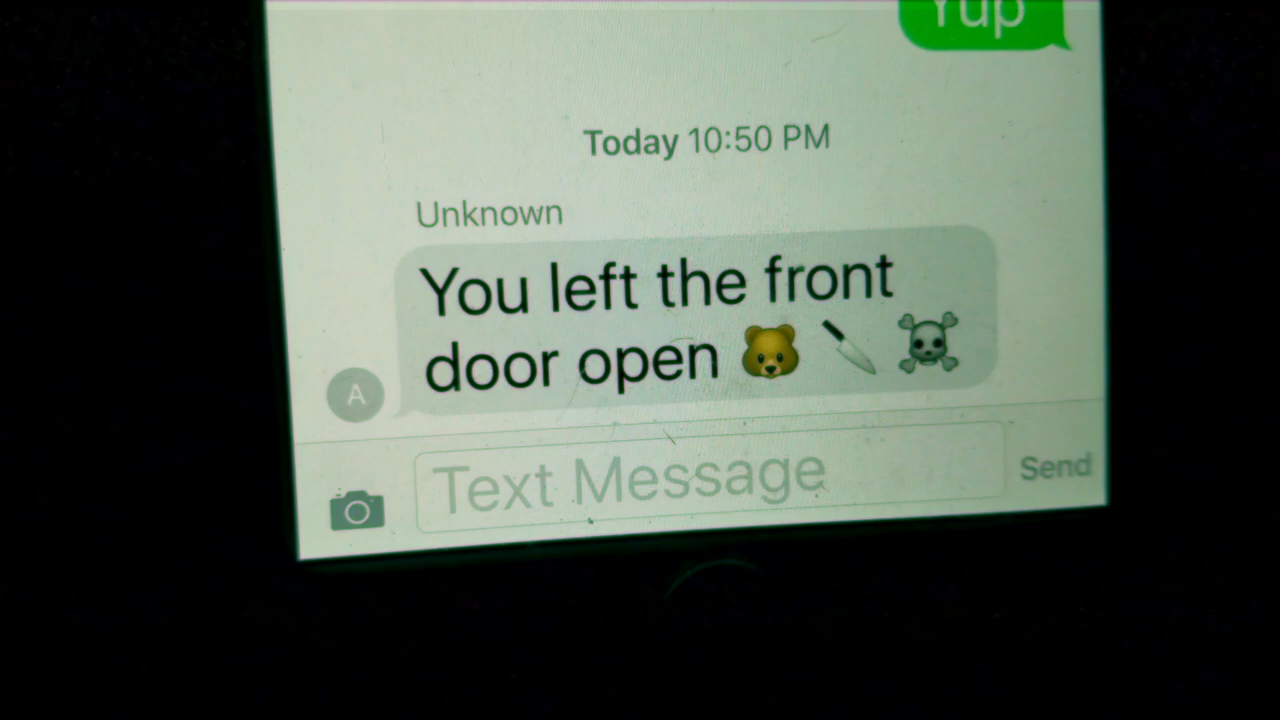 Yup
Today 10:50 PM
Unknown
You left the front
door open 🐻 🔪 ☠️
A
Text Message
Send